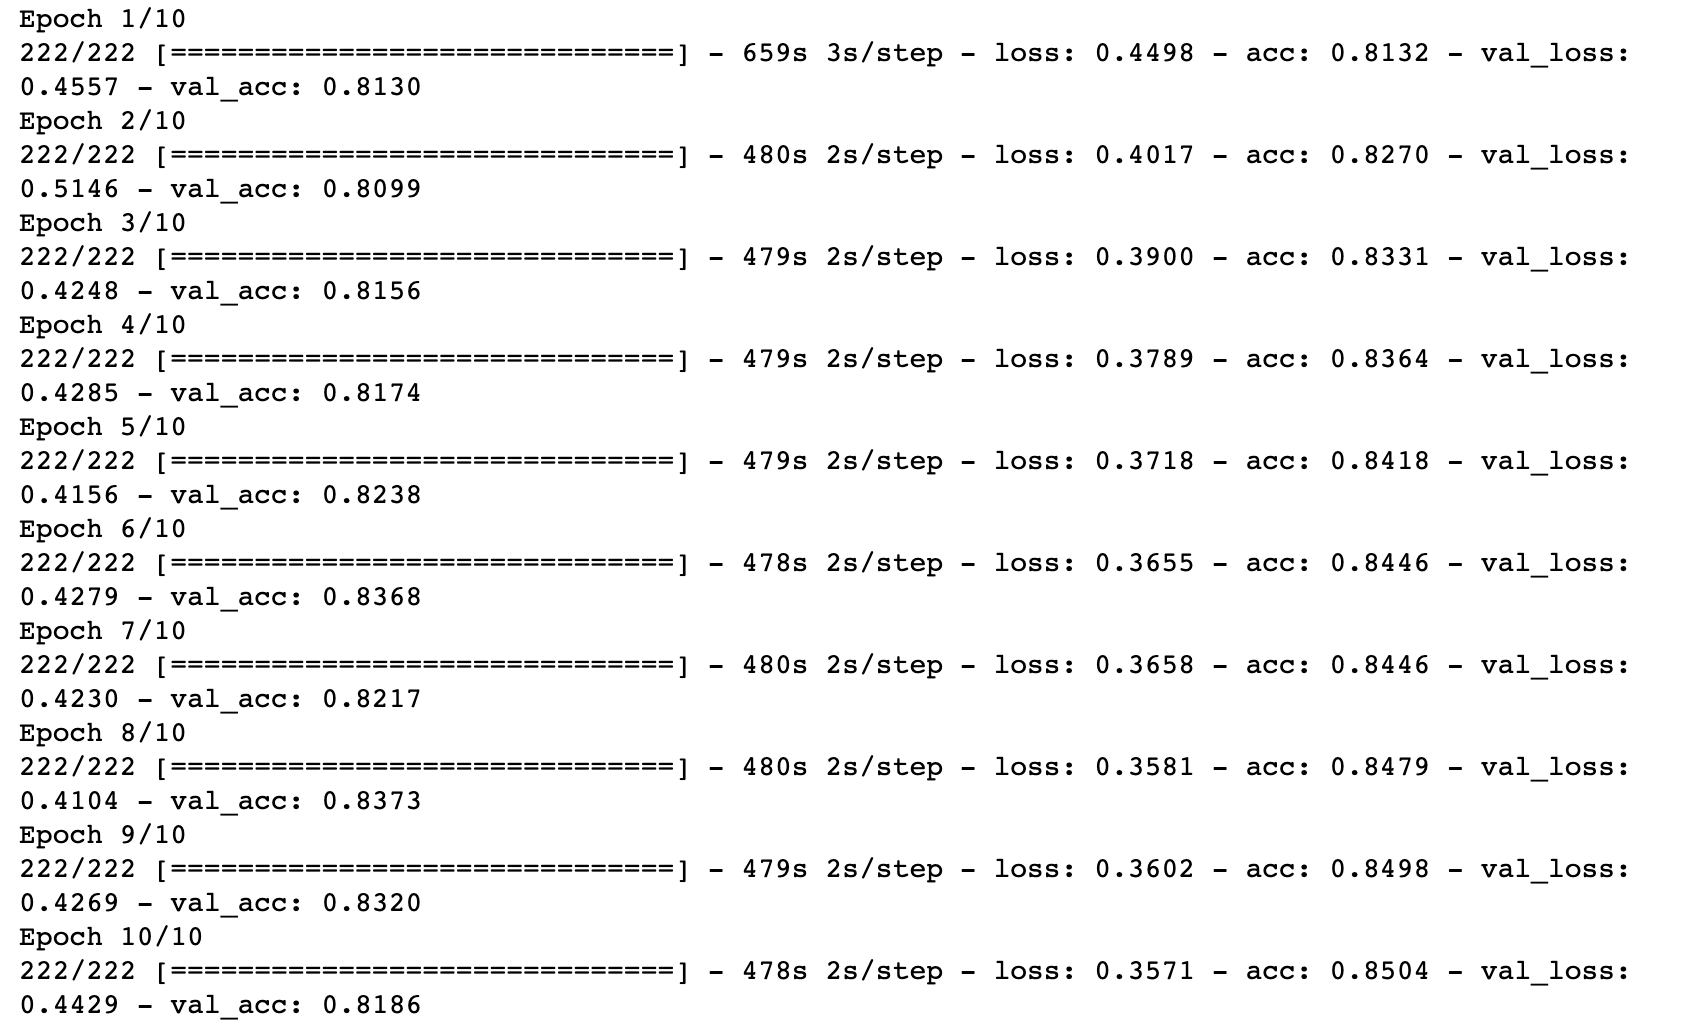 Epoch 1/10
222/222 [==============================] - 659s 3s/step - loss: 0.4498 - acc: 0.8132 - val_loss:
0.4557 - val_acc: 0.8130
Epoch 2/10
222/222 [==============================] - 480s 2s/step - loss: 0.4017 - acc: 0.8270 - val_loss:
0.5146 - val_acc: 0.8099
Epoch 3/10
222/222 [==============================] - 479s 2s/step - loss: 0.3900 - acc: 0.8331 - val_loss:
0.4248 - val_acc: 0.8156
Epoch 4/10
222/222 [==============================] - 479s 2s/step - loss: 0.3789 - acc: 0.8364 - val_loss:
0.4285 - val_acc: 0.8174
Epoch 5/10
222/222 [==============================] - 479s 2s/step - loss: 0.3718 - acc: 0.8418 - val_loss:
0.4156 - val_acc: 0.8238
Epoch 6/10
222/222 [==============================] - 478s 2s/step - loss: 0.3655 - acc: 0.8446 - val_loss:
0.4279 - val_acc: 0.8368
Epoch 7/10
222/222 [==============================] - 480s 2s/step - loss: 0.3658 - acc: 0.8446 - val_loss:
0.4230 - val_acc: 0.8217
Epoch 8/10
222/222 [==============================] - 480s 2s/step - loss: 0.3581 - acc: 0.8479 - val_loss:
0.4104 - val_acc: 0.8373
Epoch 9/10
222/222 [==============================] - 479s 2s/step - loss: 0.3602 - acc: 0.8498 - val_loss:
0.4269 - val_acc: 0.8320
Epoch 10/10
222/222 [==============================] - 478s 2s/step - loss: 0.3571 - acc: 0.8504 - val_loss:
0.4429 - val_acc: 0.8186